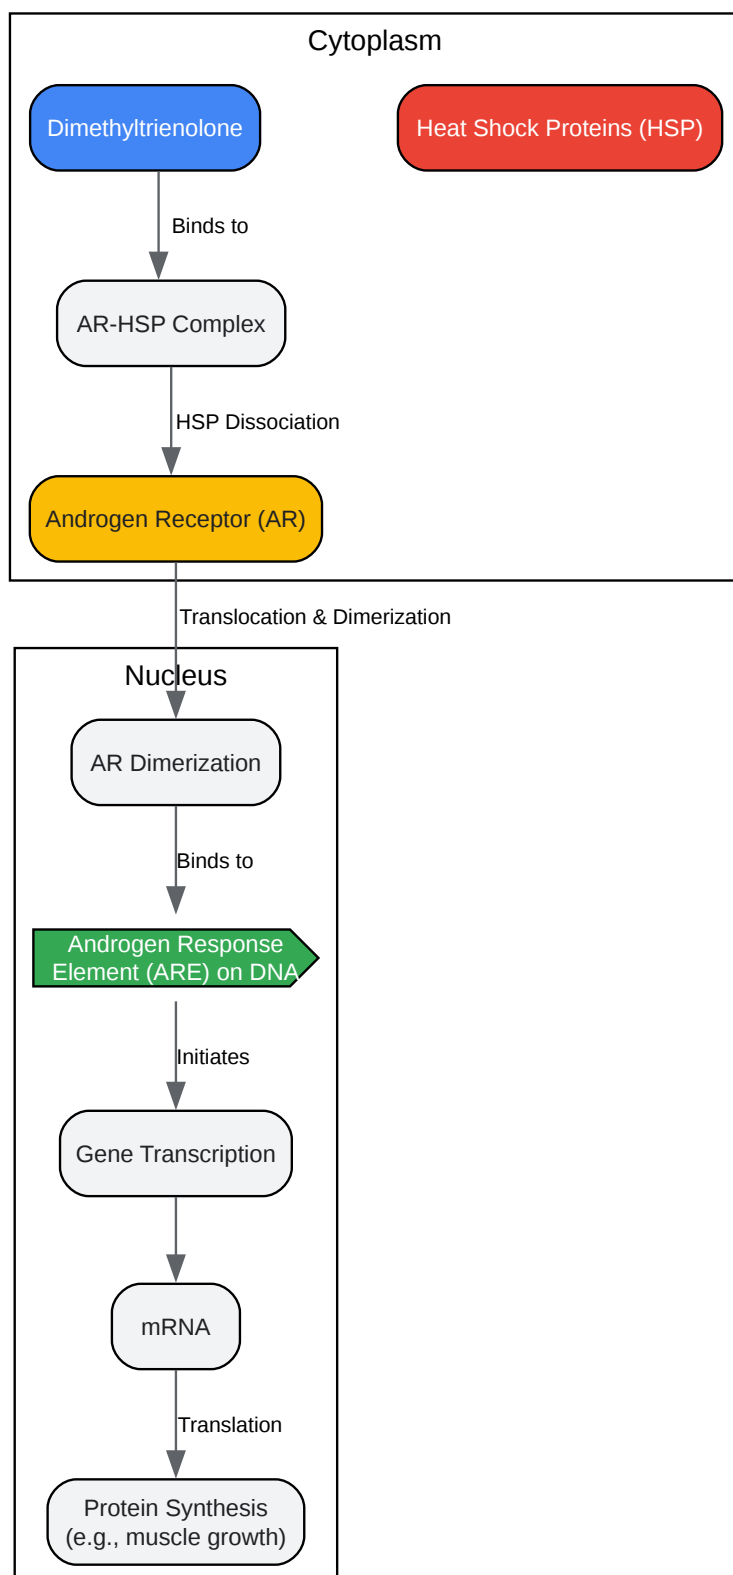 Cytoplasm
Dimethyltrienolone
Heat Shock Proteins (HSP)
Binds to
AR-HSP Complex
HSP Dissociation
Androgen Receptor (AR)
Translocation & Dimerization
Nucleus
AR Dimerization
Binds to
Androgen Response
Element (ARE) on DNA
Initiates
Gene Transcription
mRNA
Translation
Protein Synthesis
(e.g., muscle growth)